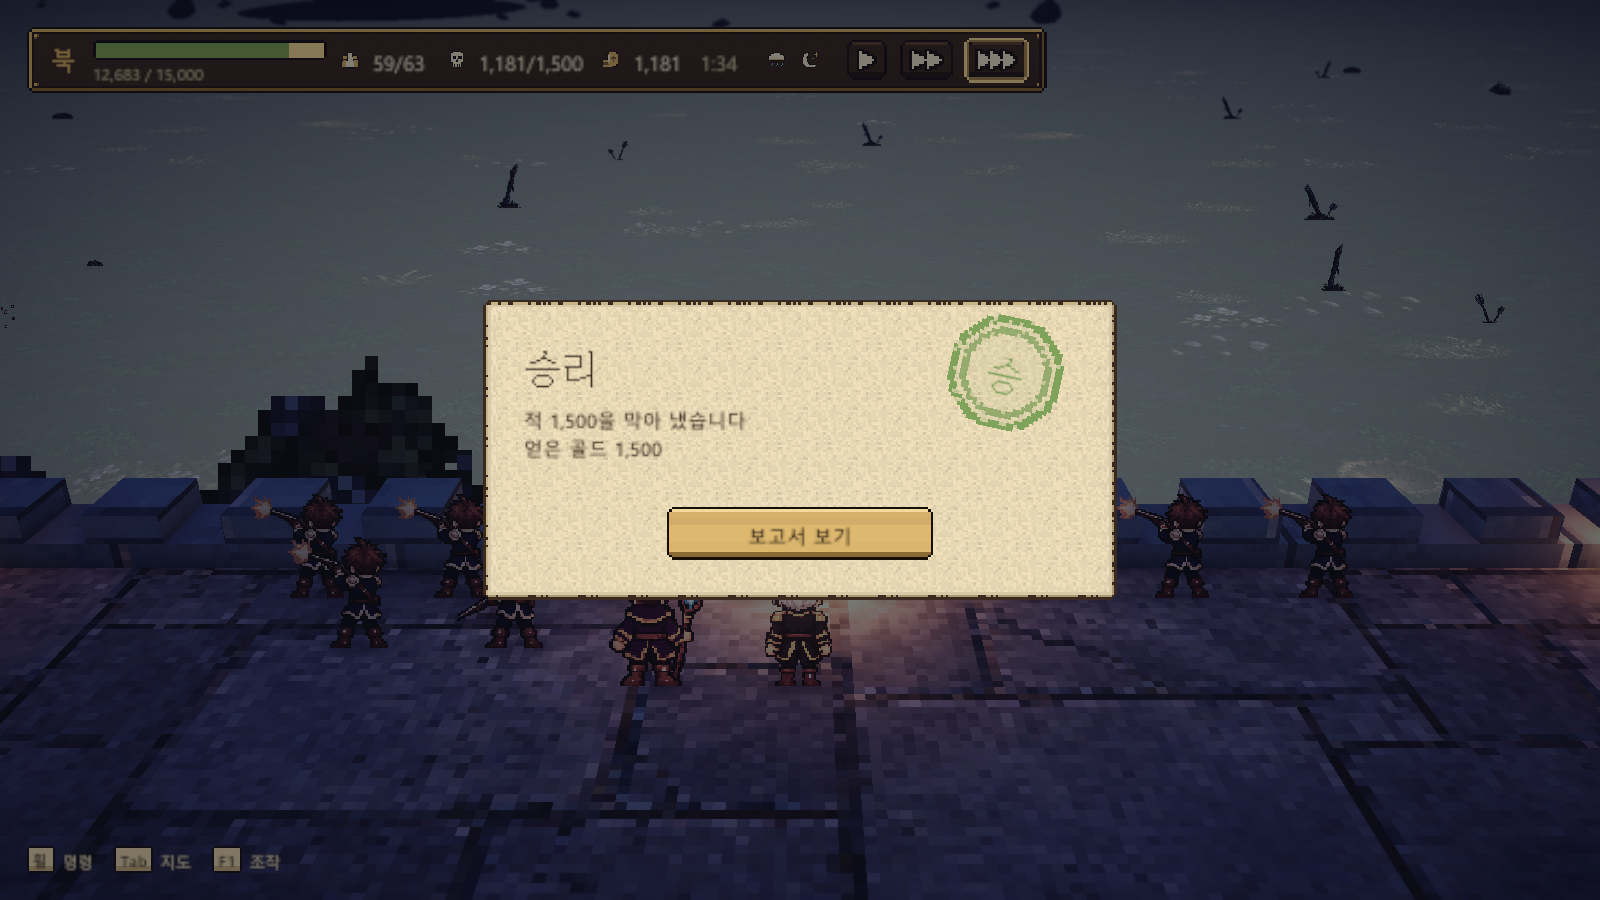 북
12,683 / 15,000
59/63
1,181/1,500
1,181
1:34
승리
승
적 1,500을 막아 냈습니다
얻은 골드 1,500
보고서 보기
휠 명령
Tab 지도
F1 조작